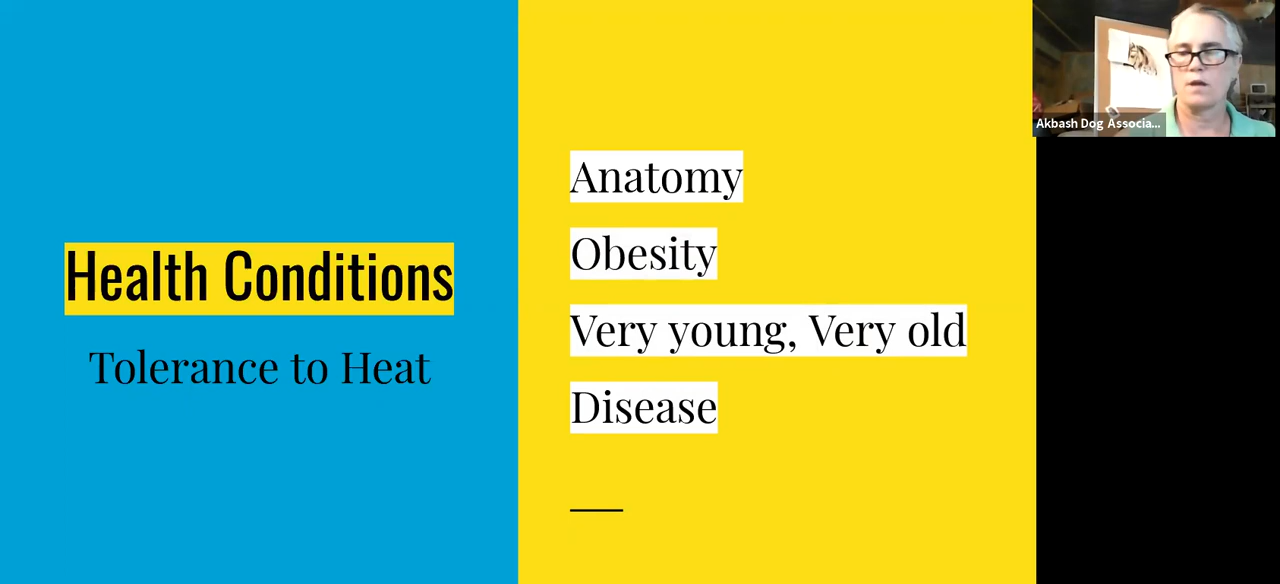 Health Conditions
Tolerance to Heat
Anatomy
Obesity
Very young, Very old
Disease
Akbash Dog Associa...